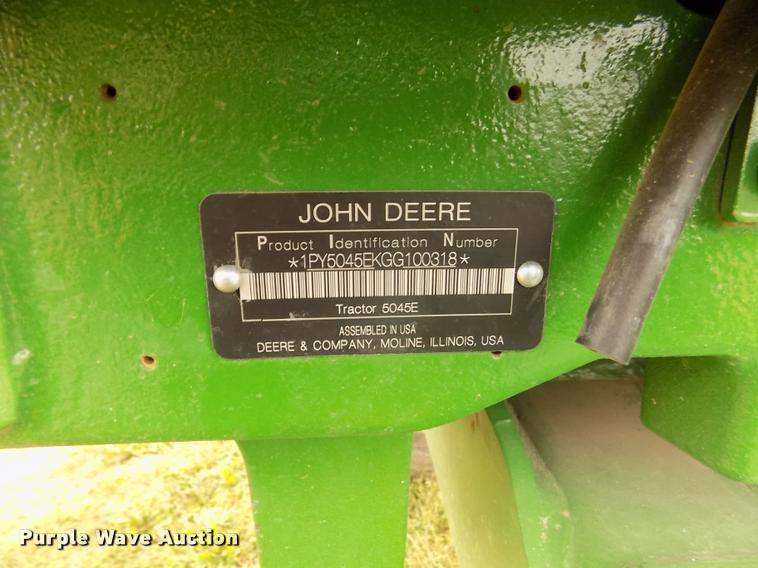 JOHN DEERE
Product Identification Number
*1PY5045EKGG100318*
Tractor 5045E
ASSEMBLED IN USA
DEERE & COMPANY, MOLINE, ILLINOIS, USA
Purple Wave Auction